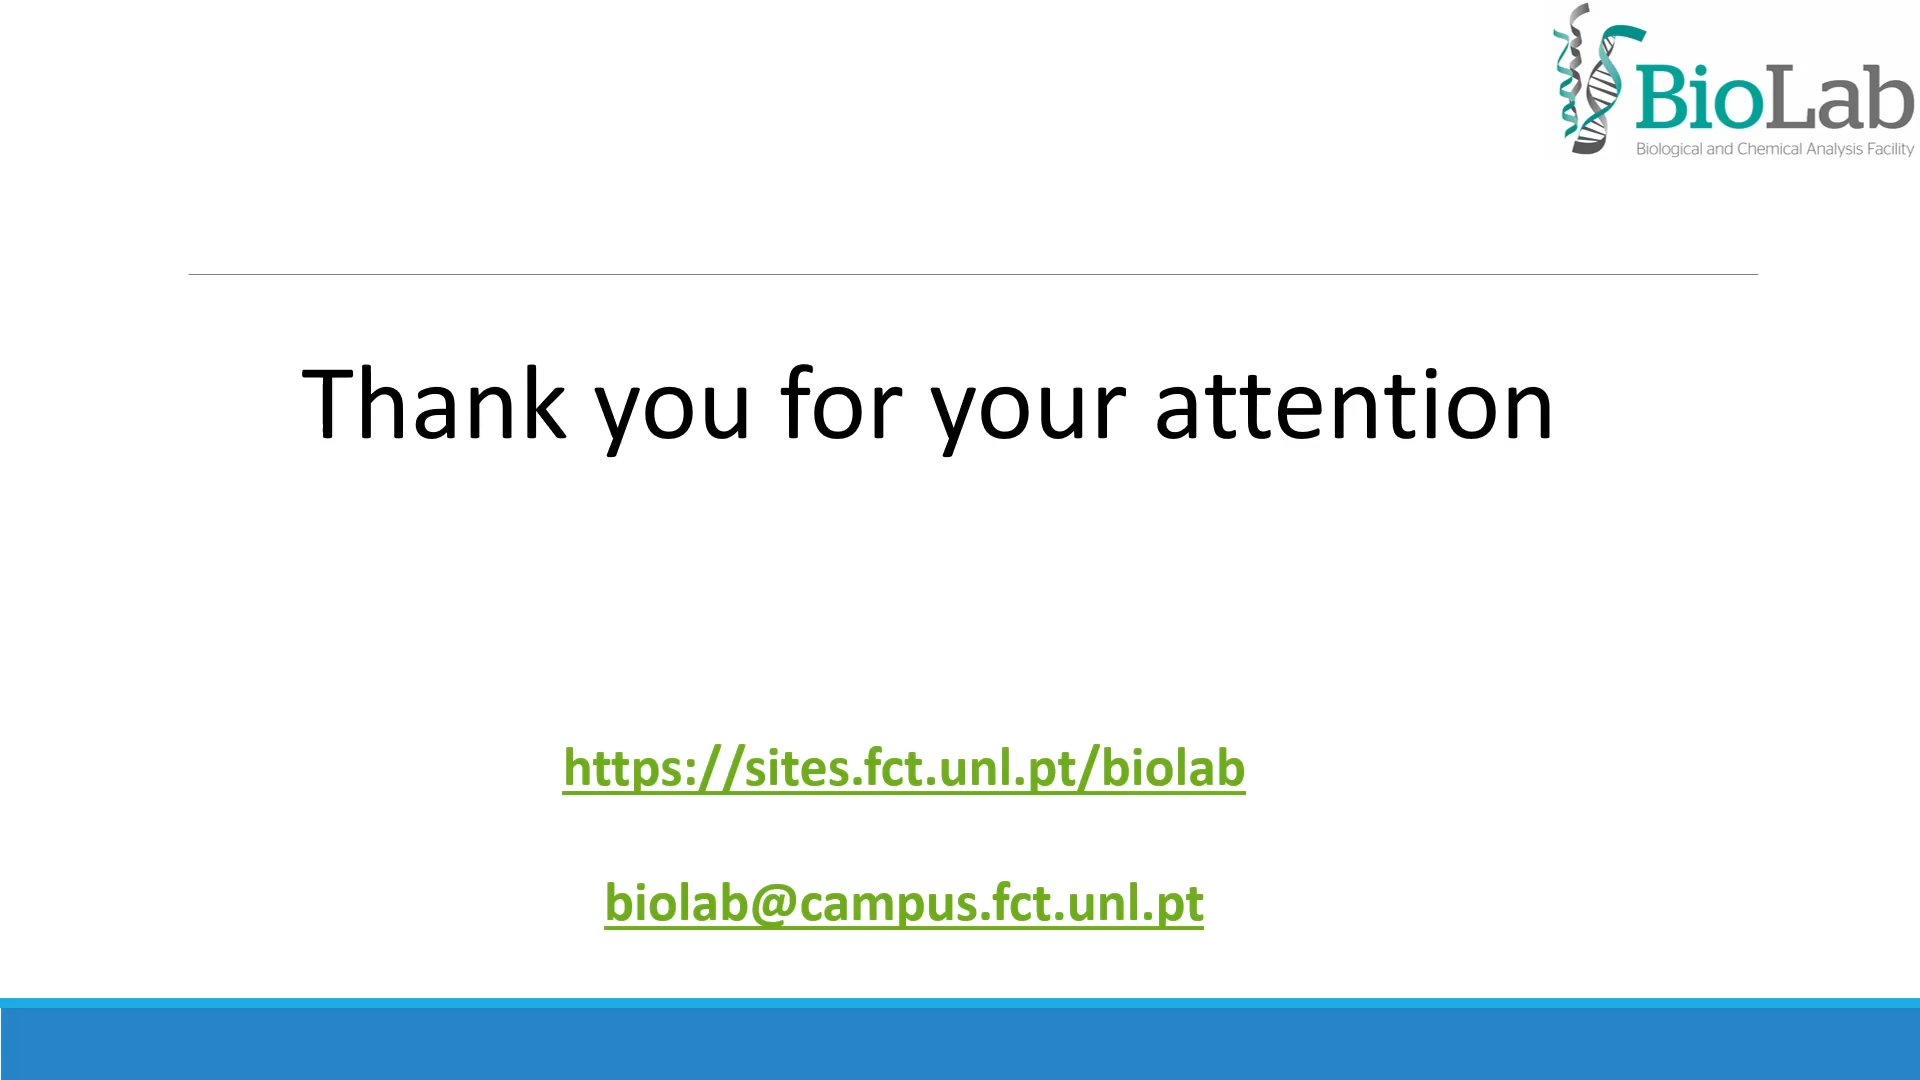 BioLab
Biological and Chemical Analysis Facility
Thank you for your attention
https://sites.fct.unl.pt/biolab
biolab@campus.fct.unl.pt